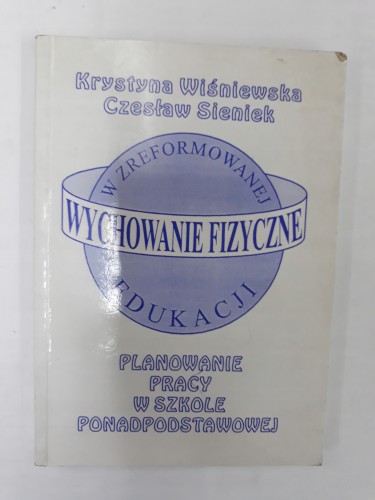 Krystyna Wiśniewska
Czesław Sieniek
W ZREFORMOWANEJ
WYCHOWANIE FIZYCZNE
EDUKACJI
PLANOWANIE
PRACY
W SZKOLE
PONADPODSTAWOWEJ